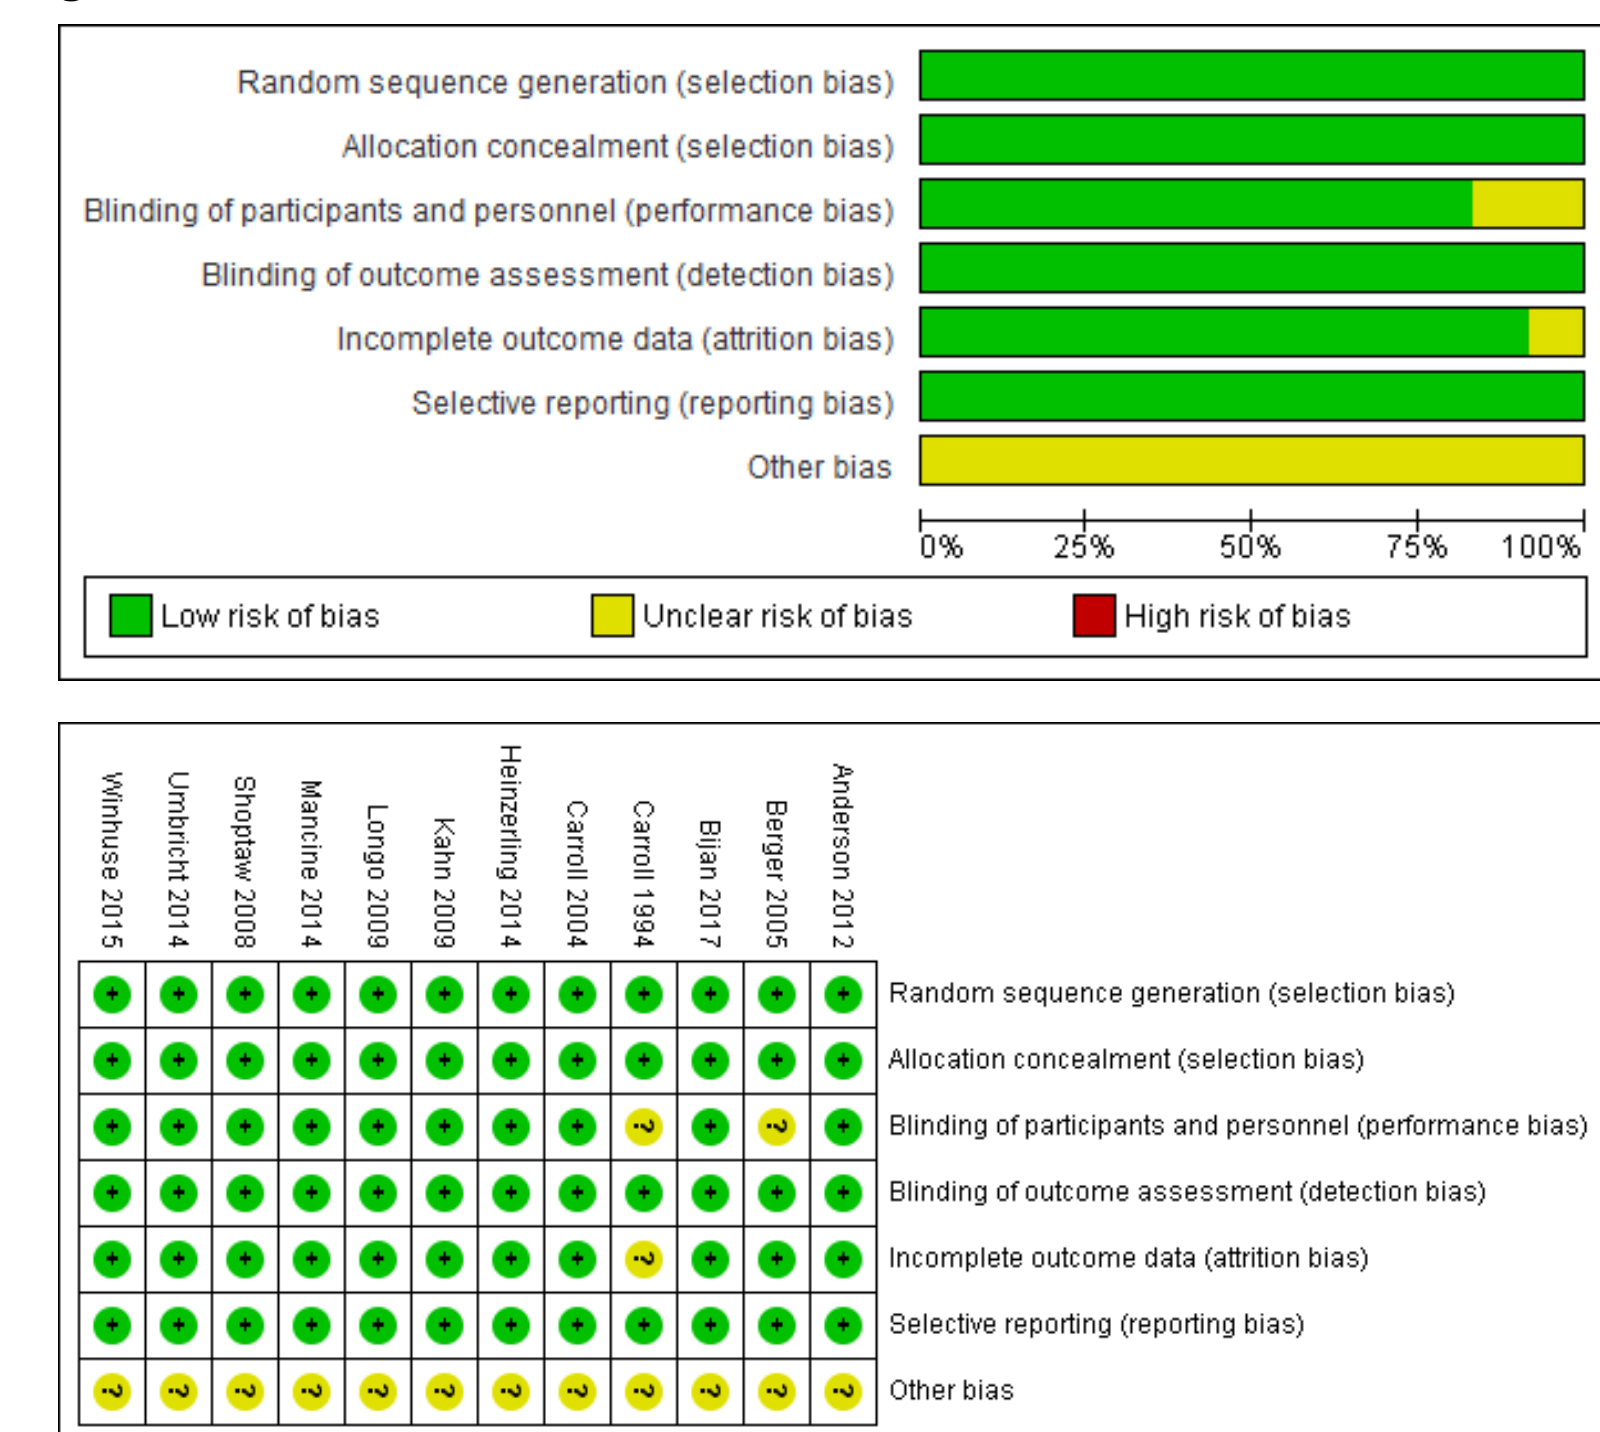 Random sequence generation (selection bias)
Allocation concealment (selection bias)
Blinding of participants and personnel (performance bias)
Blinding of outcome assessment (detection bias)
Incomplete outcome data (attrition bias)
Selective reporting (reporting bias)
Other bias
0% 25% 50% 75% 100%
Low risk of bias Unclear risk of bias High risk of bias
Winhuse 2015
Umbricht 2014
Shoptaw 2008
Mancine 2014
Longo 2009
Kahn 2009
Heinzerling 2014
Carroll 2004
Carroll 1994
Bijan 2017
Berger 2005
Anderson 2012
+ + + + + + + + + + + + Random sequence generation (selection bias)
+ + + + + + + + + + + + Allocation concealment (selection bias)
+ + + + + + + + ? + ? + Blinding of participants and personnel (performance bias)
+ + + + + + + + + + + + Blinding of outcome assessment (detection bias)
+ + + + + + + + ? + + + Incomplete outcome data (attrition bias)
+ + + + + + + + + + + + Selective reporting (reporting bias)
? ? ? ? ? ? ? ? ? ? ? ? Other bias